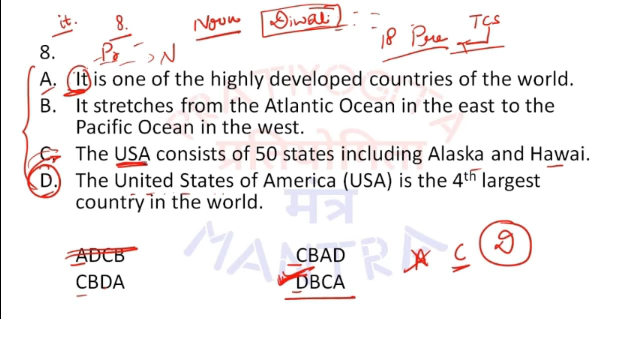 it. 8. Noun Diwali :: 18 Pre TCS
8. Pr > N
A. It is one of the highly developed countries of the world.
B. It stretches from the Atlantic Ocean in the east to the
Pacific Ocean in the west.
C. The USA consists of 50 states including Alaska and Hawai.
D. The United States of America (USA) is the 4th largest
country in the world.
ADCB CBAD A C D
CBDA DBCA
PRATIYOGITA
प्रतियोगिता
मंत्र
MANTRA